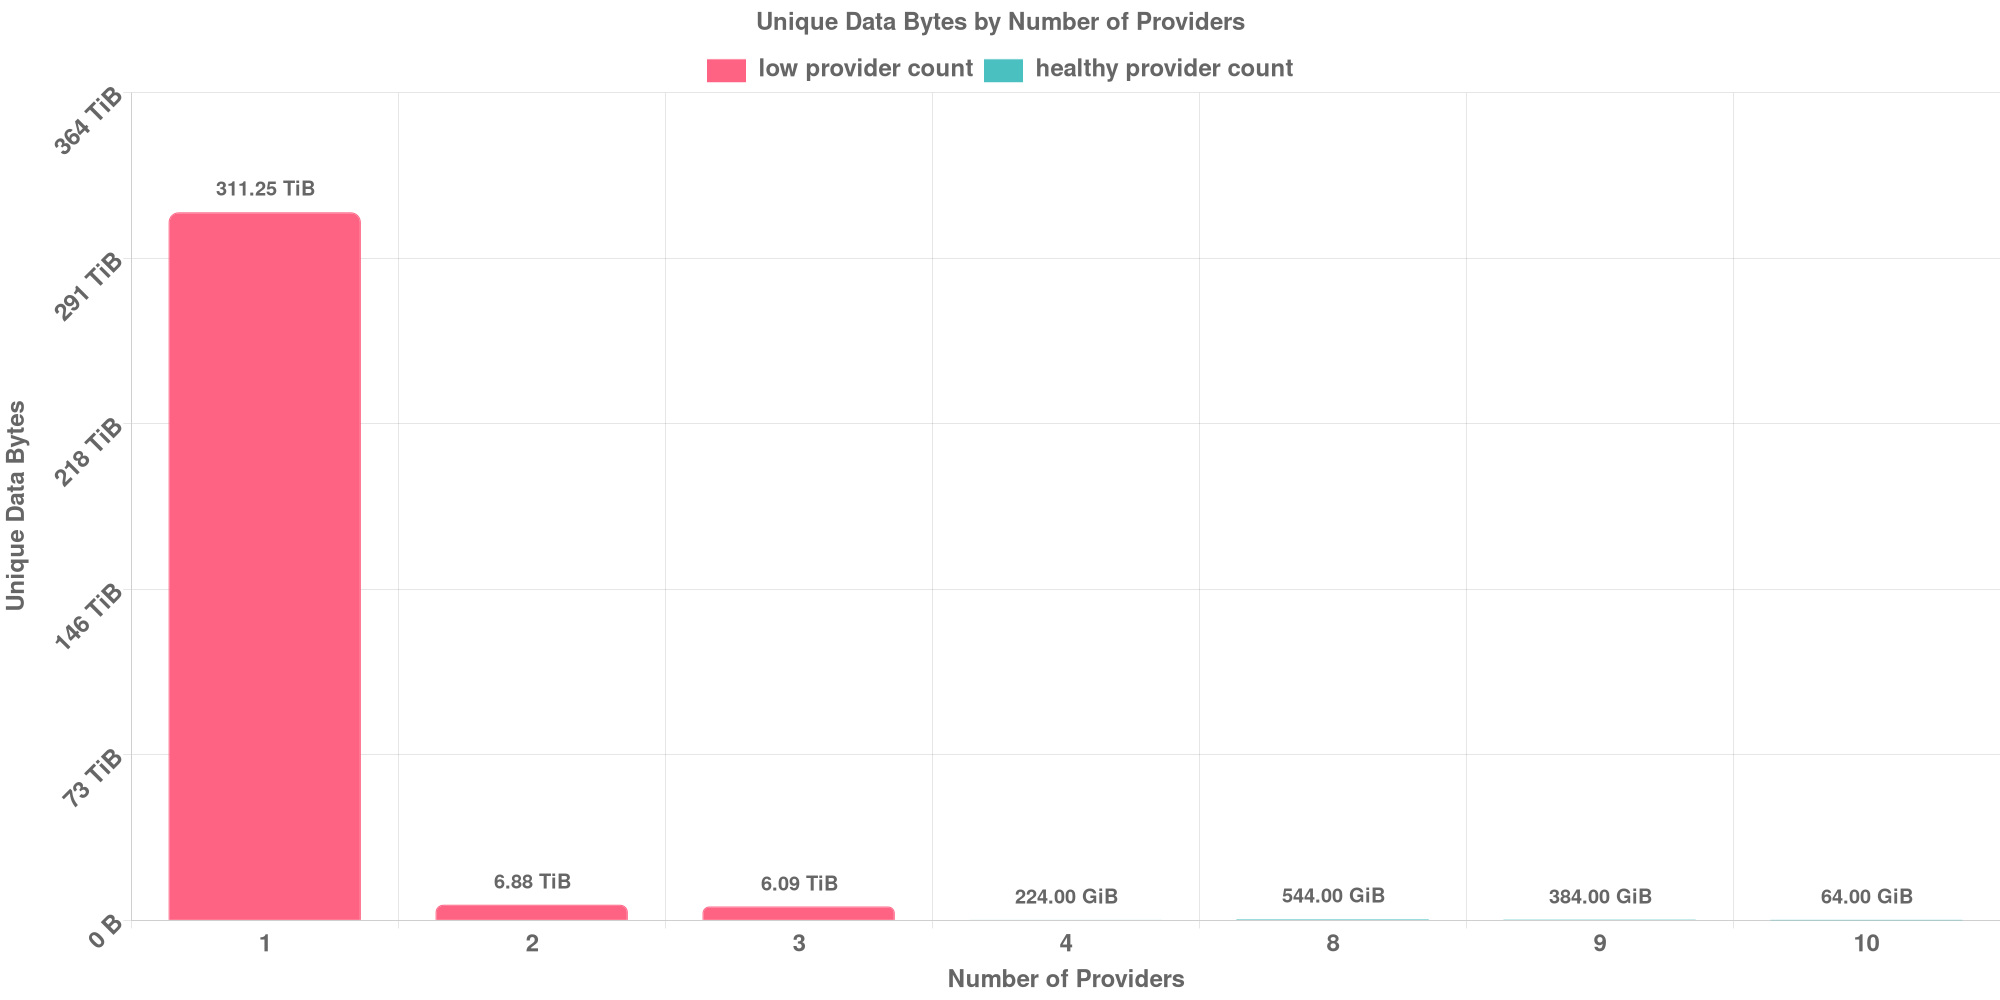 Unique Data Bytes by Number of Providers
low provider count healthy provider count
364 TiB
291 TiB
218 TiB
146 TiB
73 TiB
0 B
Unique Data Bytes
311.25 TiB
6.88 TiB
6.09 TiB
224.00 GiB
544.00 GiB
384.00 GiB
64.00 GiB
1 2 3 4 8 9 10
Number of Providers